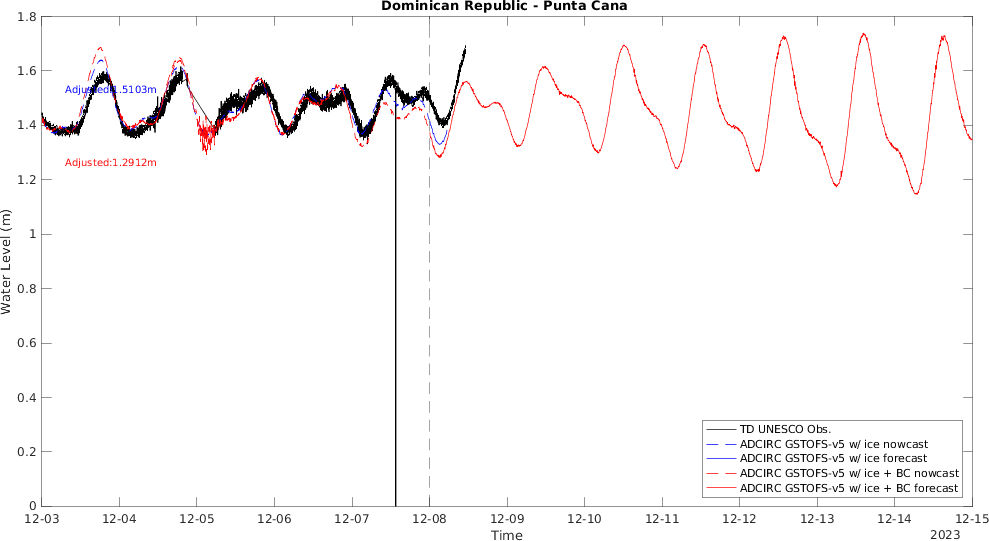 Dominican Republic - Punta Cana
Water Level (m)
1.8
1.6
1.4
1.2
1
0.8
0.6
0.4
0.2
0
Adjusted:1.5103m
Adjusted:1.2912m
TD UNESCO Obs.
ADCIRC GSTOFS-v5 w/ ice nowcast
ADCIRC GSTOFS-v5 w/ ice forecast
ADCIRC GSTOFS-v5 w/ ice + BC nowcast
ADCIRC GSTOFS-v5 w/ ice + BC forecast
12-03 12-04 12-05 12-06 12-07 12-08 12-09 12-10 12-11 12-12 12-13 12-14 12-15
Time
2023